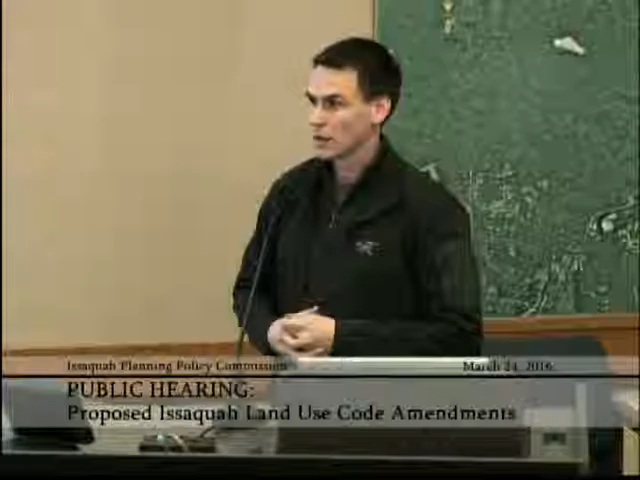 Issaquah Planning Policy Commission March 24, 2016
PUBLIC HEARING:
Proposed Issaquah Land Use Code Amendments